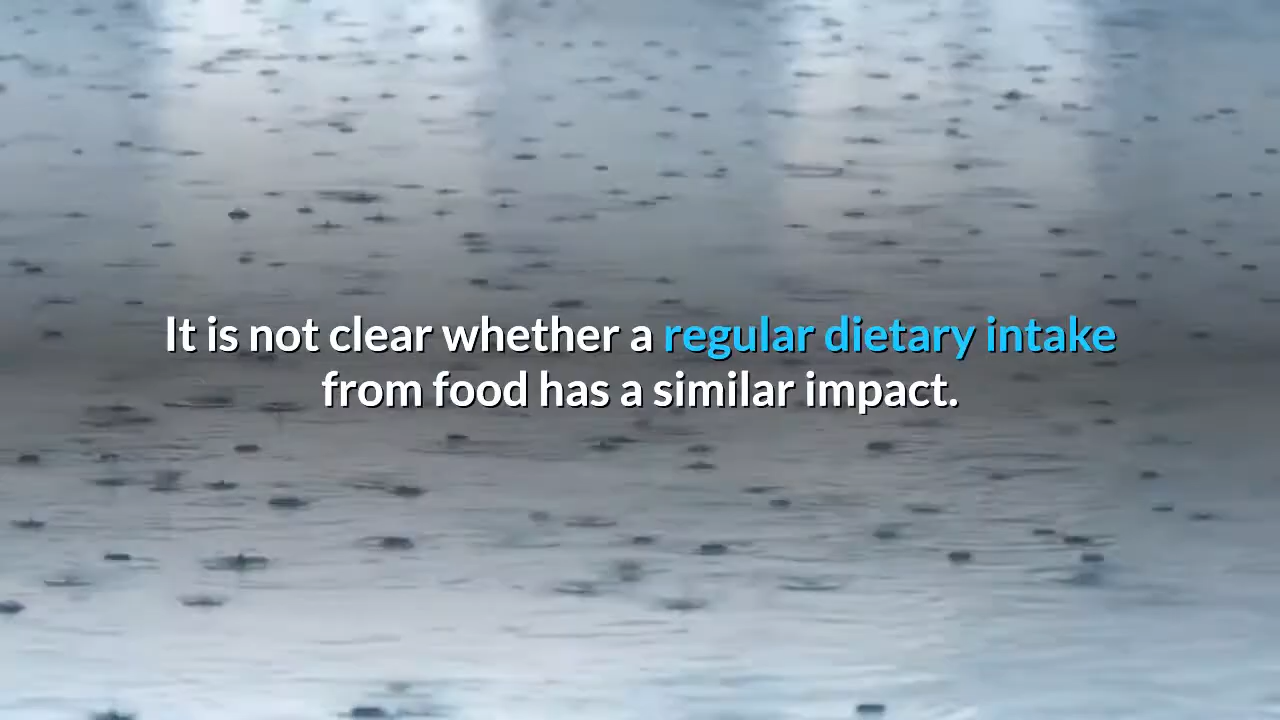 It is not clear whether a regular dietary intake
from food has a similar impact.